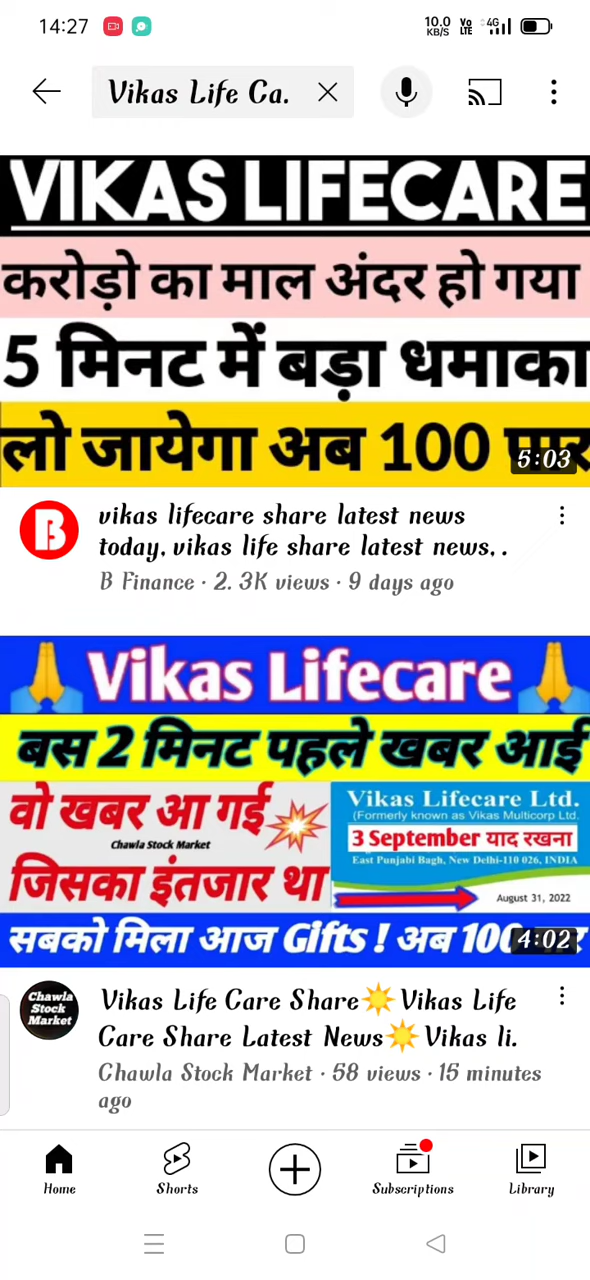 14:27
10.0 KB/S Vo LTE 4G
Vikas Life Ca.
VIKAS LIFECARE
करोड़ो का माल अंदर हो गया
5 मिनट में बड़ा धमाका
लो जायेगा अब 100 पार
5:03
B
vikas lifecare share latest news
today, vikas life share latest news, .
B Finance · 2. 3K views · 9 days ago
Vikas Lifecare
बस 2 मिनट पहले खबर आई
वो खबर आ गई
Chawla Stock Market
जिसका इंतजार था
Vikas Lifecare Ltd.
(Formerly known as Vikas Multicorp Ltd.
3 September याद रखना
East Punjabi Bagh, New Delhi-110 026, INDIA
August 31, 2022
सबको मिला आज Gifts ! अब 100
4:02
Chawla
Stock
Market
Vikas Life Care Share Vikas Life
Care Share Latest News Vikas li.
Chawla Stock Market · 58 views · 15 minutes
ago
Home
Shorts
Subscriptions
Library